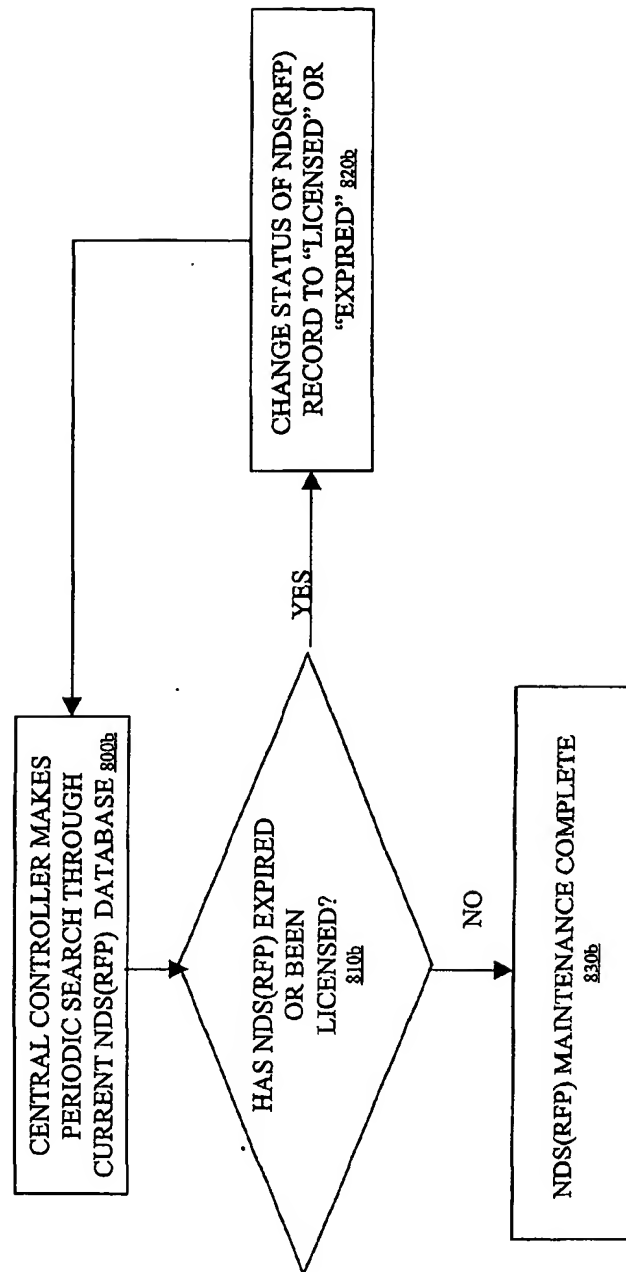 CENTRAL CONTROLLER MAKES
PERIODIC SEARCH THROUGH
CURRENT NDS(RFP) DATABASE 800b
HAS NDS(RFP) EXPIRED
OR BEEN
LICENSED?
810b
YES
CHANGE STATUS OF NDS(RFP)
RECORD TO “LICENSED” OR
“EXPIRED” 820b
NO
NDS(RFP) MAINTENANCE COMPLETE
830b